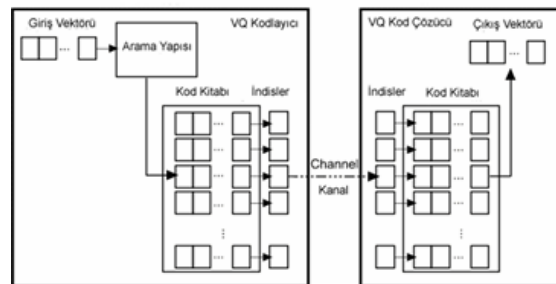 Giriş Vektörü
VQ Kodlayıcı
Arama Yapısı
Kod Kitabı
İndisler
Channel
Kanal
VQ Kod Çözücü
Çıkış Vektörü
İndisler
Kod Kitabı